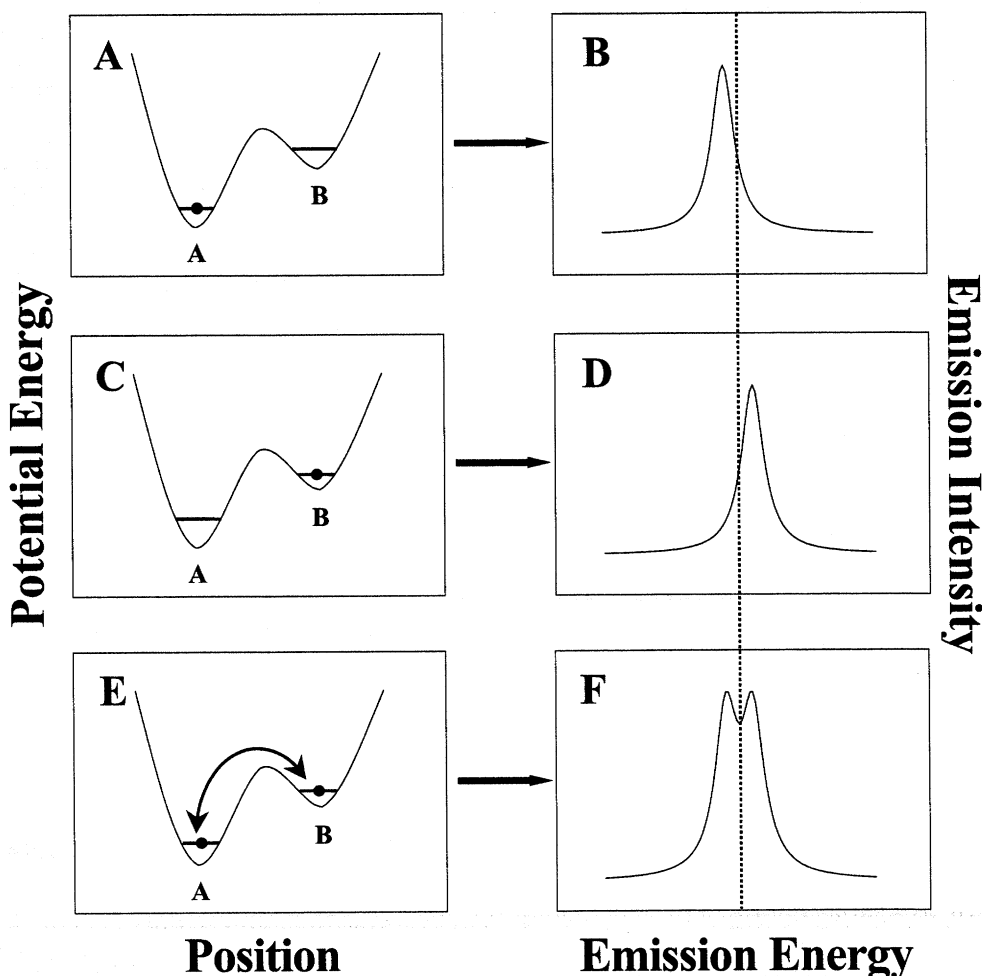 A
B
A
B
C
D
A
B
E
F
A
B
Potential Energy
Emission Intensity
Position
Emission Energy